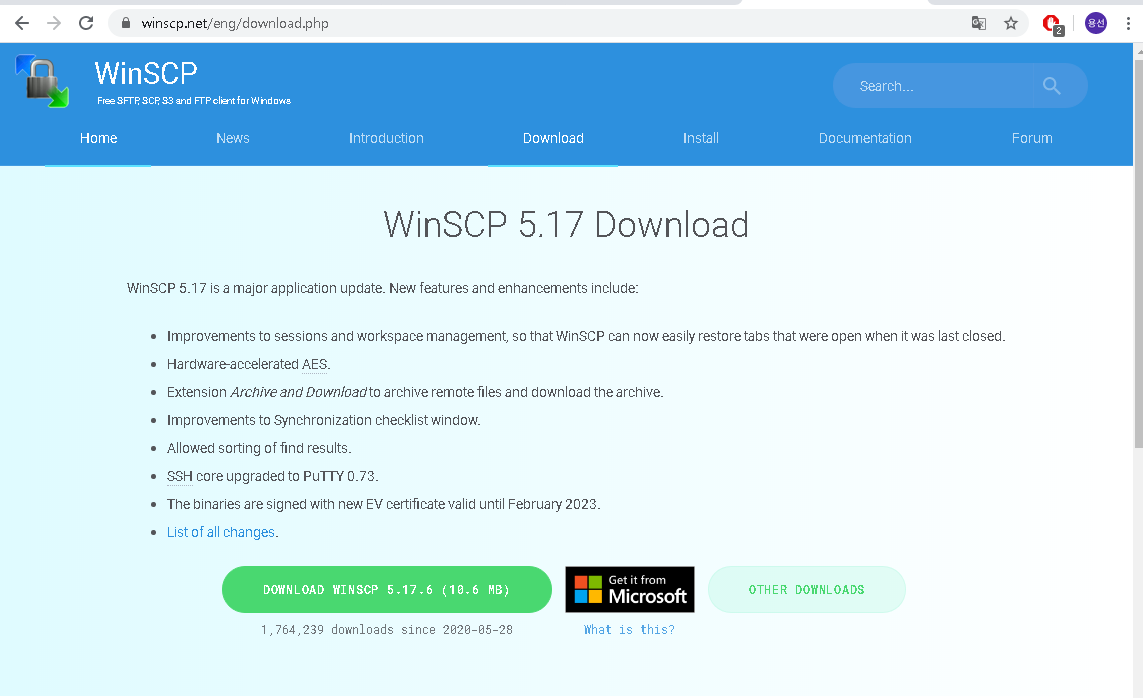 winscp.net/eng/download.php
2
용선
WinSCP
Free SFTP, SCP, S3 and FTP client for Windows
Search...
Home News Introduction Download Install Documentation Forum
WinSCP 5.17 Download
WinSCP 5.17 is a major application update. New features and enhancements include:
Improvements to sessions and workspace management, so that WinSCP can now easily restore tabs that were open when it was last closed.
Hardware-accelerated AES.
Extension Archive and Download to archive remote files and download the archive.
Improvements to Synchronization checklist window.
Allowed sorting of find results.
SSH core upgraded to PuTTY 0.73.
The binaries are signed with new EV certificate valid until February 2023.
List of all changes.
DOWNLOAD WINSCP 5.17.6 (10.6 MB)
Get it from
Microsoft
OTHER DOWNLOADS
1,764,239 downloads since 2020-05-28
What is this?